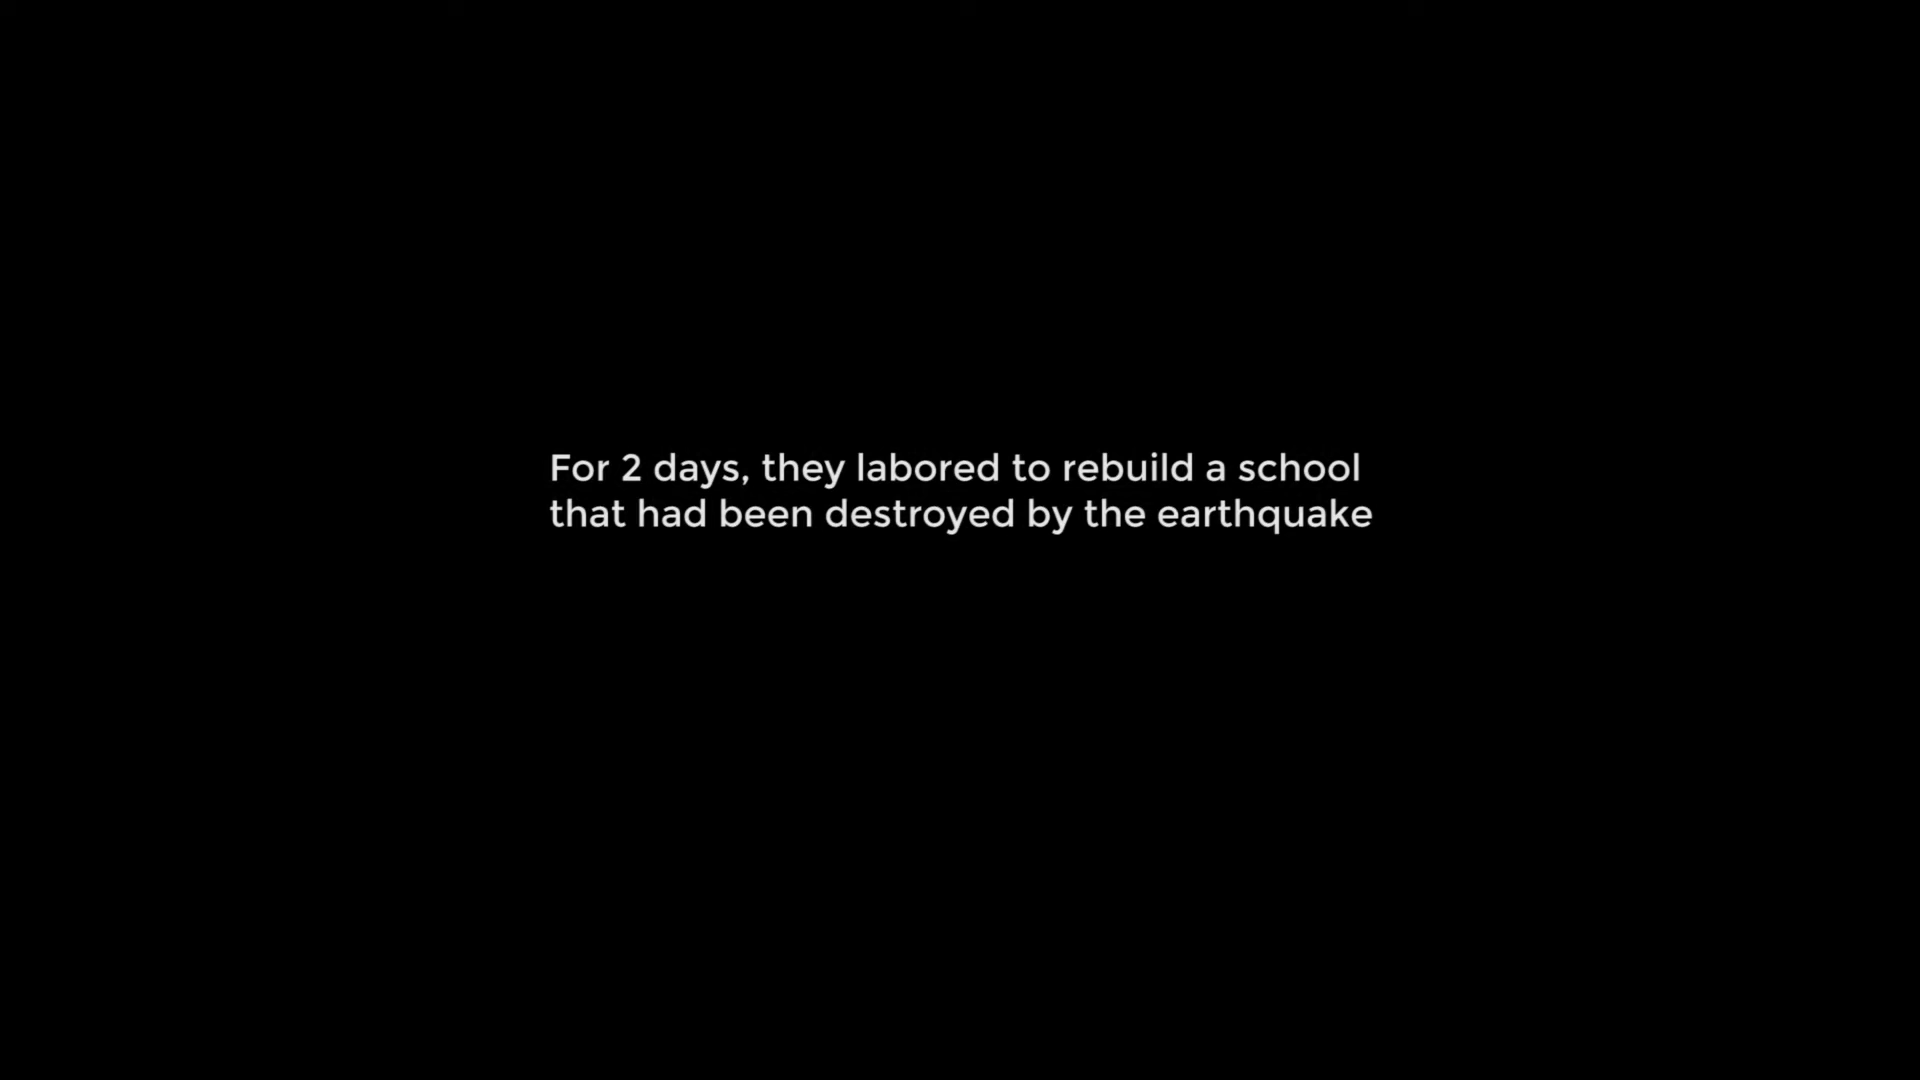 For 2 days, they labored to rebuild a school
that had been destroyed by the earthquake